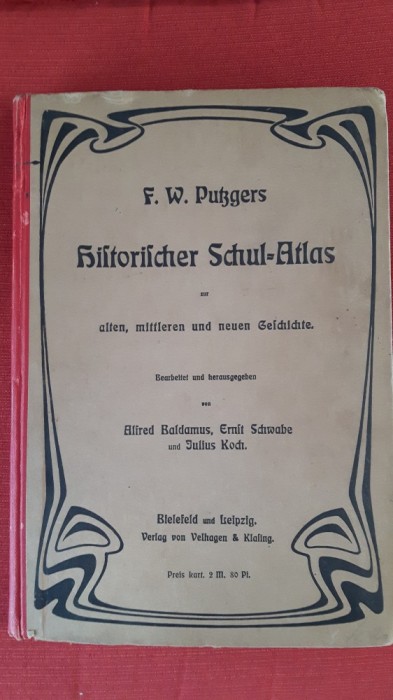 F. W. Putzgers
Hiſtoriſcher Schul-Atlas
zur
alten, mittleren und neuen Geſchichte.
Bearbeitet und herausgegeben
von
Alfred Baldamus, Ernſt Schwabe
und Julius Koch.
Bielefeld und Leipzig.
Verlag von Velhagen & Klaſing.
Preis kart. 2 M. 80 Pf.